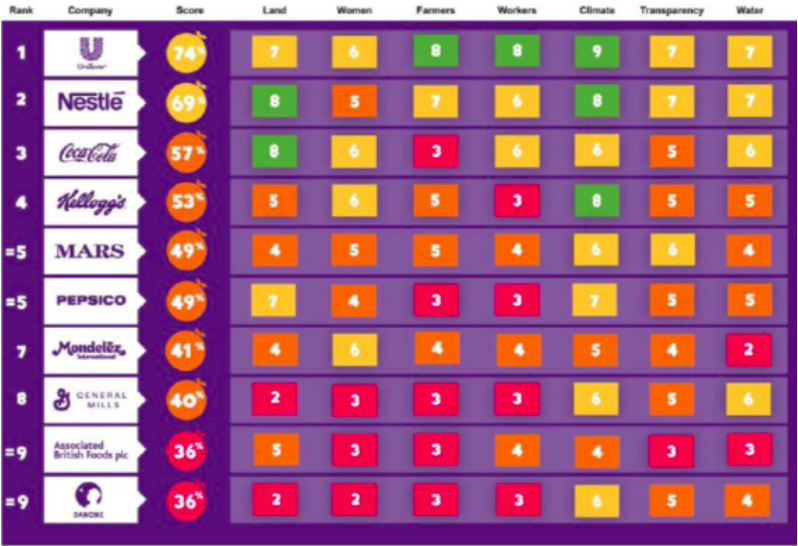 Rank Company Score Land Women Farmers Workers Climate Transparency Water
1 Unilever 74% 7 6 8 8 9 7 7
2 Nestlé 69% 8 5 7 6 8 7 7
3 Coca-Cola 57% 8 6 3 6 6 5 6
4 Kellogg's 53% 5 6 5 3 8 5 5
=5 MARS 49% 4 5 5 4 6 6 4
=5 PEPSICO 49% 7 4 3 3 7 5 5
7 Mondelēz International 41% 4 6 4 4 5 4 2
8 G GENERAL MILLS 40% 2 3 3 3 6 5 6
=9 Associated British Foods plc 36% 5 3 3 4 4 3 3
=9 DANONE 36% 2 2 3 3 6 5 4